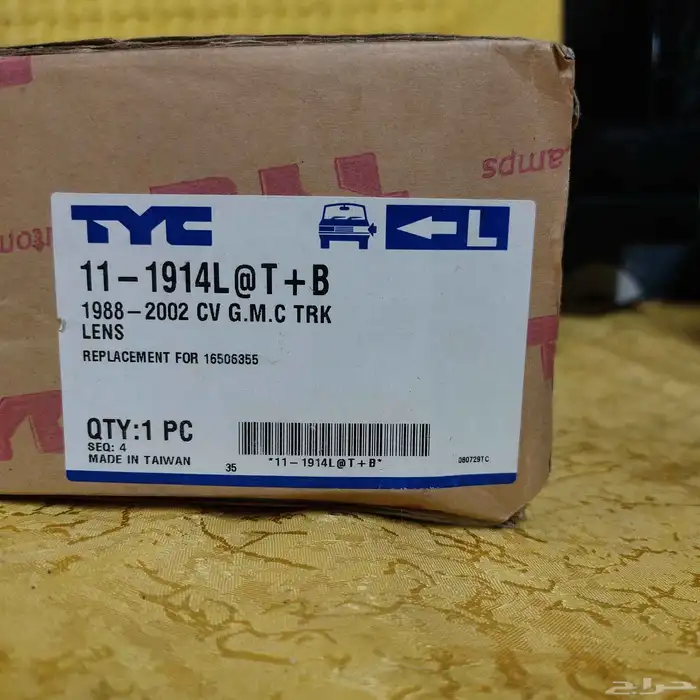 amps
TYC
L
11-1914L@T+B
1988-2002 CV G.M.C TRK
LENS
REPLACEMENT FOR 16506355
QTY:1 PC
SEQ: 4
MADE IN TAIWAN
35
*11-1914L@T+B*
080729TC
حراج